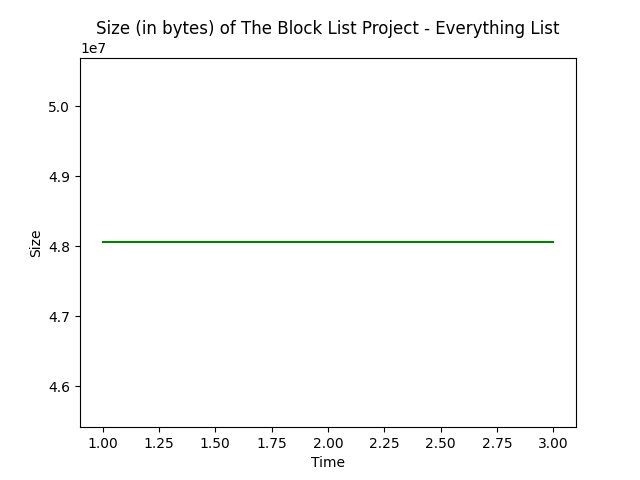 Size (in bytes) of The Block List Project - Everything List
1e7
5.0
4.9
4.8
4.7
4.6
Size
1.00 1.25 1.50 1.75 2.00 2.25 2.50 2.75 3.00
Time